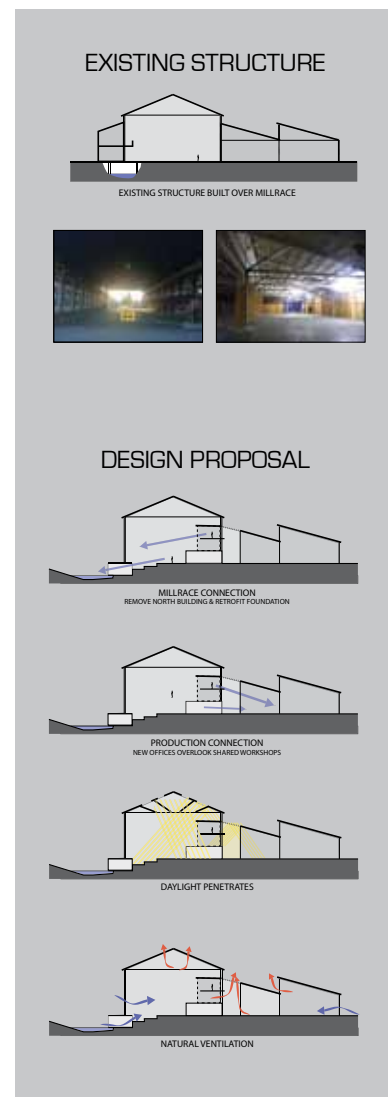 EXISTING STRUCTURE
EXISTING STRUCTURE BUILT OVER MILLRACE
DESIGN PROPOSAL
MILLRACE CONNECTION
REMOVE NORTH BUILDING & RETROFIT FOUNDATION
PRODUCTION CONNECTION
NEW OFFICES OVERLOOK SHARED WORKSHOPS
DAYLIGHT PENETRATES
NATURAL VENTILATION